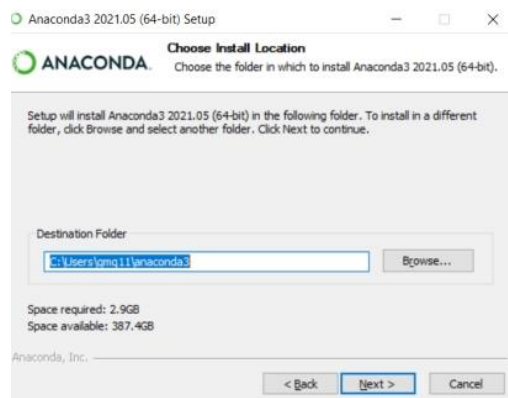 Anaconda3 2021.05 (64-bit) Setup
ANACONDA.
Choose Install Location
Choose the folder in which to install Anaconda3 2021.05 (64-bit).
Setup will install Anaconda3 2021.05 (64-bit) in the following folder. To install in a different
folder, click Browse and select another folder. Click Next to continue.
Destination Folder
C:\Users\gmq11\anaconda3
Browse...
Space required: 2.9GB
Space available: 387.4GB
Anaconda, Inc.
< Back Next > Cancel